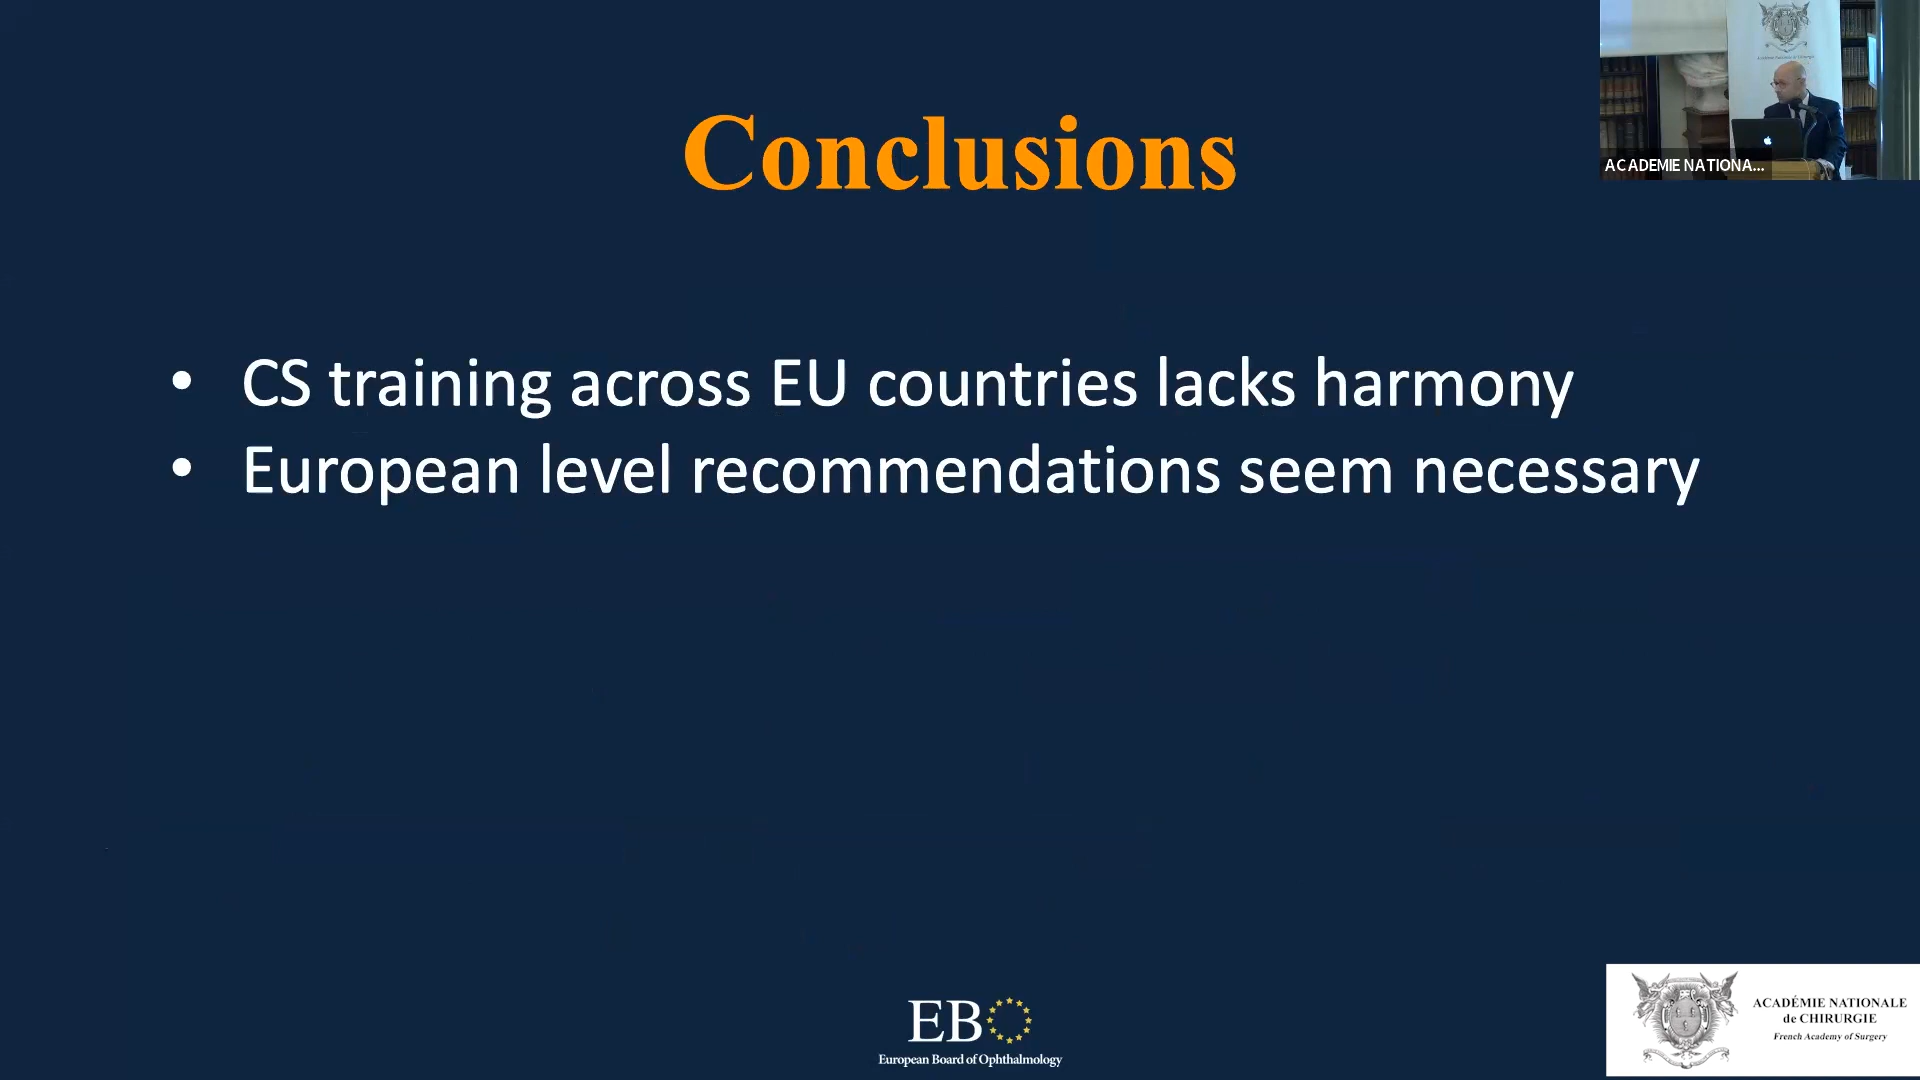 Conclusions
ACADEMIE NATIONA...
• CS training across EU countries lacks harmony
• European level recommendations seem necessary
EBO
European Board of Ophthalmology
ACADÉMIE NATIONALE
de CHIRURGIE
French Academy of Surgery